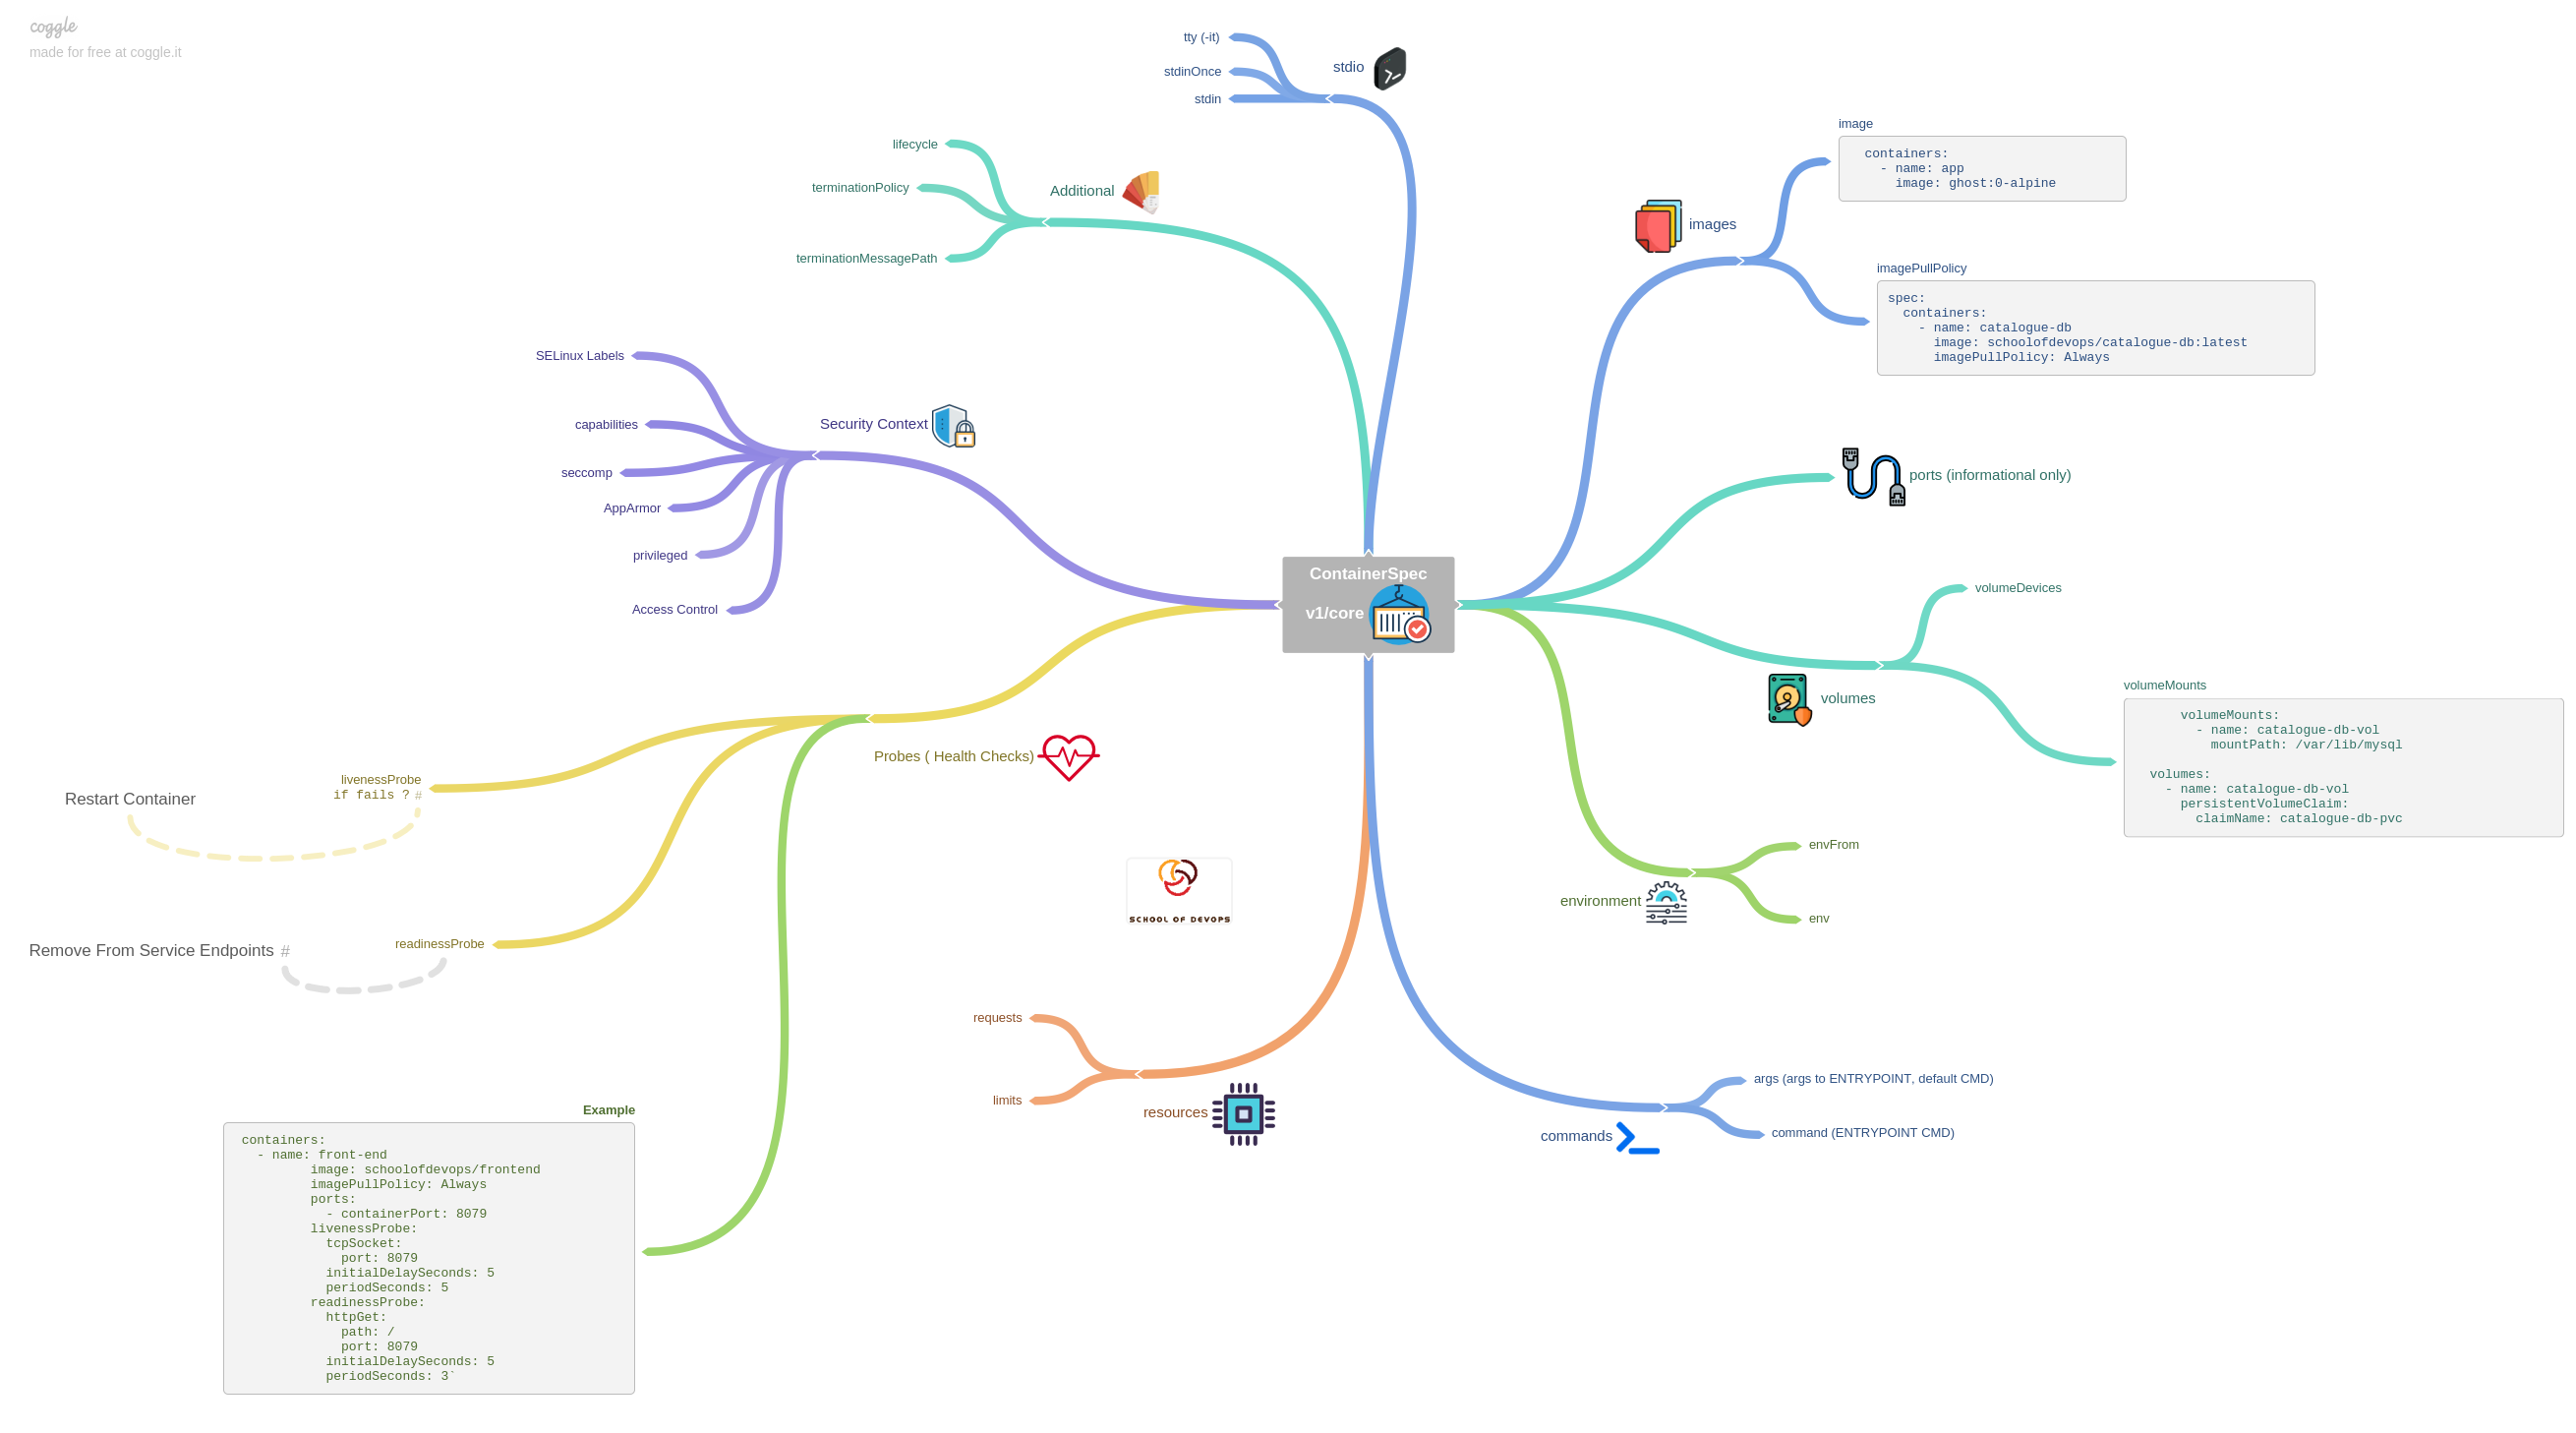 coggle
made for free at coggle.it
tty (-it)
stdinOnce
stdin
stdio
lifecycle
terminationPolicy
terminationMessagePath
Additional
SELinux Labels
capabilities
seccomp
AppArmor
privileged
Access Control
Security Context
images
image
containers:
- name: app
image: ghost:0-alpine
imagePullPolicy
spec:
containers:
- name: catalogue-db
image: schoolofdevops/catalogue-db:latest
imagePullPolicy: Always
ports (informational only)
ContainerSpec
v1/core
volumeDevices
volumes
volumeMounts
volumeMounts:
- name: catalogue-db-vol
mountPath: /var/lib/mysql
volumes:
- name: catalogue-db-vol
persistentVolumeClaim:
claimName: catalogue-db-pvc
Probes ( Health Checks)
livenessProbe
if fails ? #
Restart Container
readinessProbe
Remove From Service Endpoints #
SCHOOL OF DEVOPS
environment
envFrom
env
requests
limits
resources
commands
args (args to ENTRYPOINT, default CMD)
command (ENTRYPOINT CMD)
Example
containers:
- name: front-end
image: schoolofdevops/frontend
imagePullPolicy: Always
ports:
- containerPort: 8079
livenessProbe:
tcpSocket:
port: 8079
initialDelaySeconds: 5
periodSeconds: 5
readinessProbe:
httpGet:
path: /
port: 8079
initialDelaySeconds: 5
periodSeconds: 3`